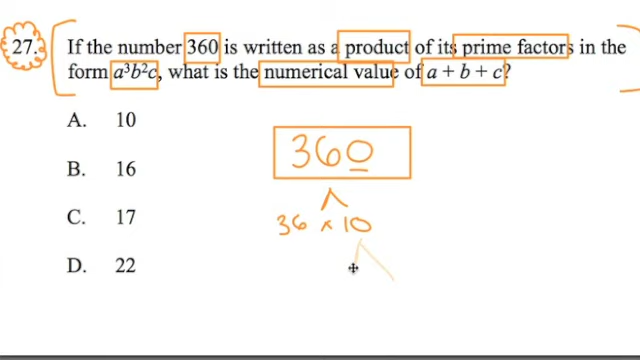 27. If the number 360 is written as a product of its prime factors in the
form a³b²c, what is the numerical value of a + b + c?
A. 10
B. 16
C. 17
D. 22
360
36 x 10